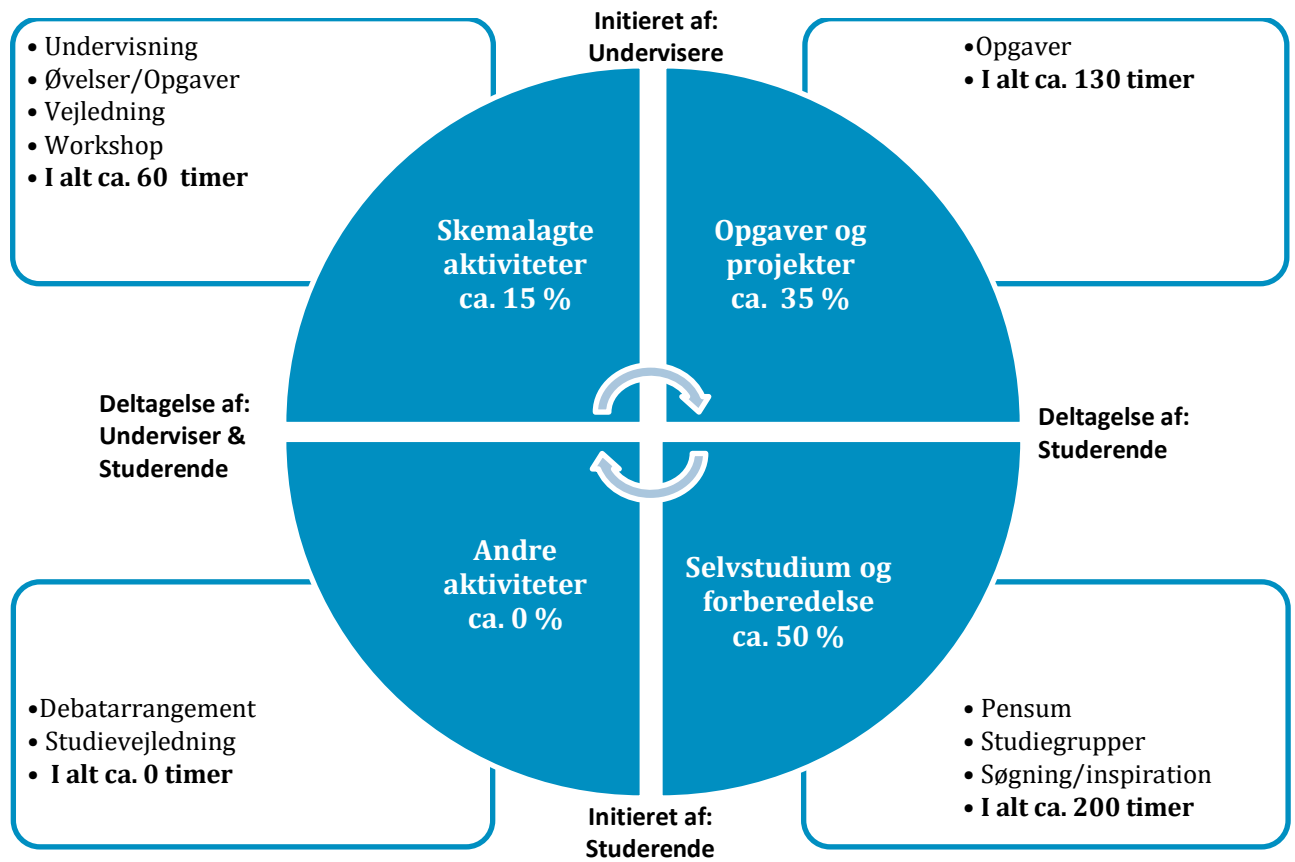 Initieret af:
Undervisere
• Undervisning
• Øvelser/Opgaver
• Vejledning
• Workshop
• I alt ca. 60 timer
•Opgaver
• I alt ca. 130 timer
Skemalagte
aktiviteter
ca. 15 %
Opgaver og
projekter
ca. 35 %
Deltagelse af:
Underviser &
Studerende
Deltagelse af:
Studerende
Andre
aktiviteter
ca. 0 %
Selvstudium og
forberedelse
ca. 50 %
•Debatarrangement
• Studievejledning
• I alt ca. 0 timer
• Pensum
• Studiegrupper
• Søgning/inspiration
• I alt ca. 200 timer
Initieret af:
Studerende